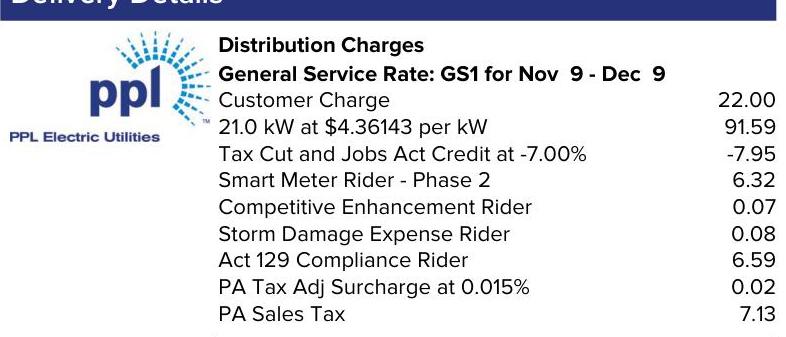 Delivery Details
ppl
TM
PPL Electric Utilities
Distribution Charges
General Service Rate: GS1 for Nov 9 - Dec 9
Customer Charge 22.00
21.0 kW at $4.36143 per kW 91.59
Tax Cut and Jobs Act Credit at -7.00% -7.95
Smart Meter Rider - Phase 2 6.32
Competitive Enhancement Rider 0.07
Storm Damage Expense Rider 0.08
Act 129 Compliance Rider 6.59
PA Tax Adj Surcharge at 0.015% 0.02
PA Sales Tax 7.13